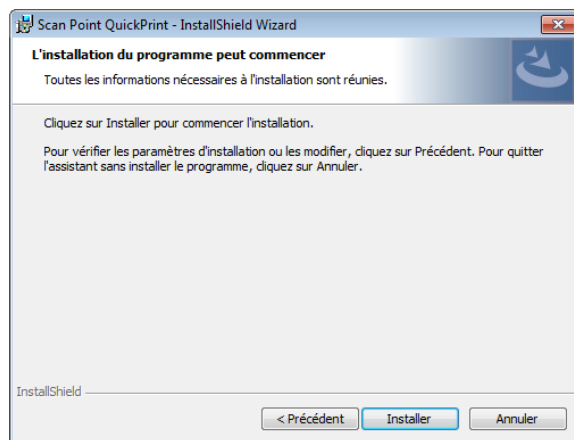 Scan Point QuickPrint - InstallShield Wizard
L'installation du programme peut commencer
Toutes les informations nécessaires à l'installation sont réunies.
Cliquez sur Installer pour commencer l'installation.
Pour vérifier les paramètres d'installation ou les modifier, cliquez sur Précédent. Pour quitter
l'assistant sans installer le programme, cliquez sur Annuler.
InstallShield
< Précédent
Installer
Annuler